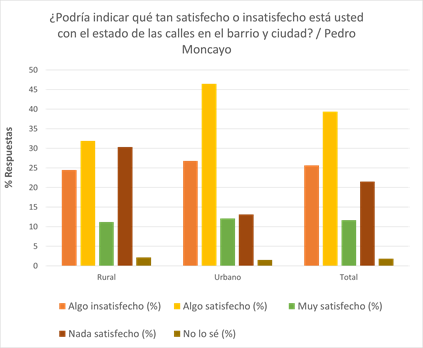 ¿Podría indicar qué tan satisfecho o insatisfecho está usted
con el estado de las calles en el barrio y ciudad? / Pedro
Moncayo
50
45
40
35
30
25
20
15
10
5
0
% Respuestas
Rural Urbano Total
Algo insatisfecho (%) Algo satisfecho (%) Muy satisfecho (%)
Nada satisfecho (%) No lo sé (%)